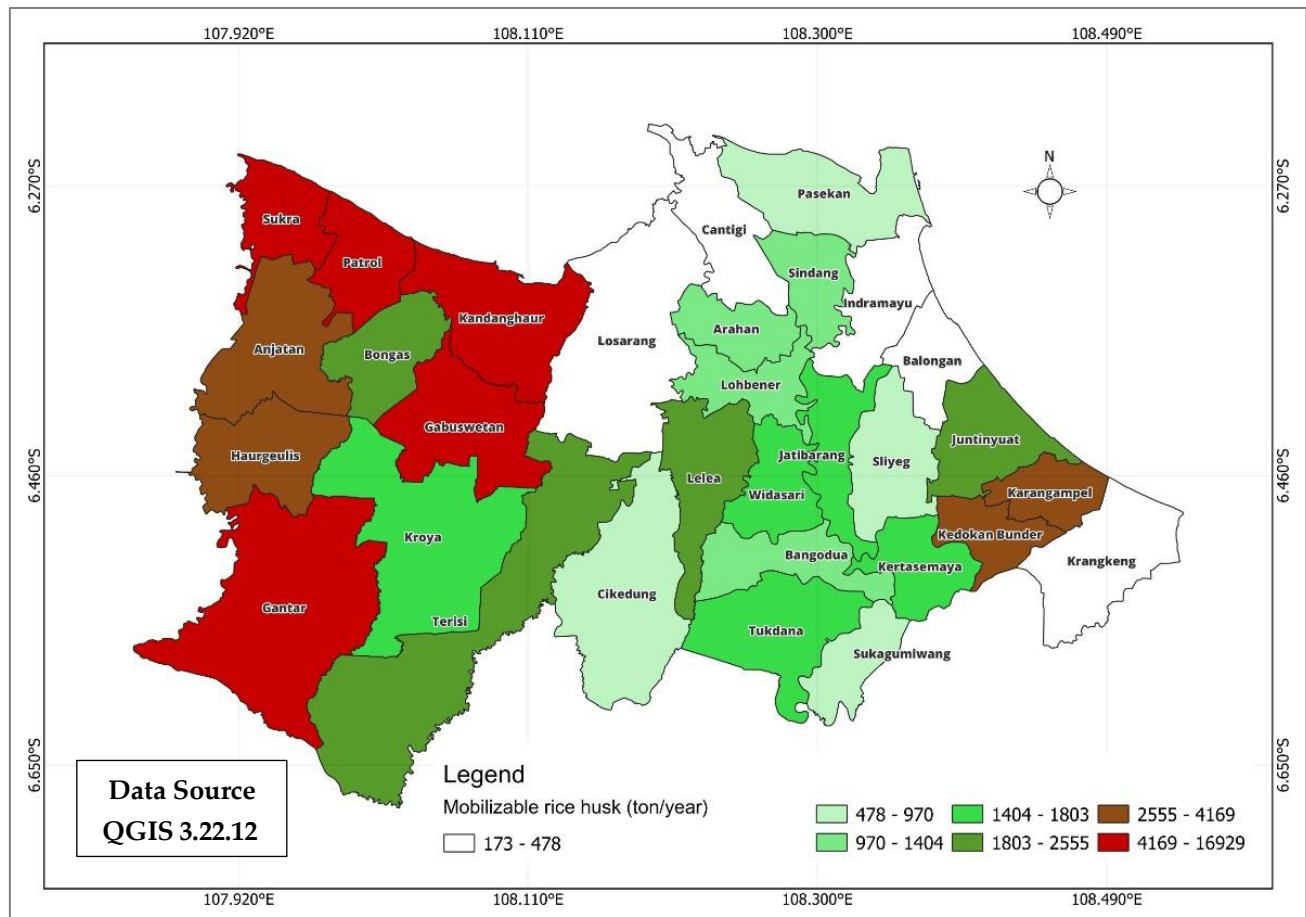 107.920°E 108.110°E 108.300°E 108.490°E
N
6.270°S 6.270°S
Pasekan
Sukra
Cantigi
Patrol
Sindang
Indramayu
Kandanghaur
Arahan
Losarang
Anjatan
Bongas
Balongan
Lohbener
Gabuswetan
Juntinyuat
Haurgeulis
Jatibarang
Sliyeg
6.460°S 6.460°S
Lelea
Widasari
Karangampel
Kroya
Kedokan Bunder
Bangodua
Krangkeng
Kertasemaya
Cikedung
Gantar
Terisi
Tukdana
Sukagumiwang
6.650°S 6.650°S
Data Source
QGIS 3.22.12
Legend
Mobilizable rice husk (ton/year)
173 - 478
478 - 970
970 - 1404
1404 - 1803
1803 - 2555
2555 - 4169
4169 - 16929
107.920°E 108.110°E 108.300°E 108.490°E